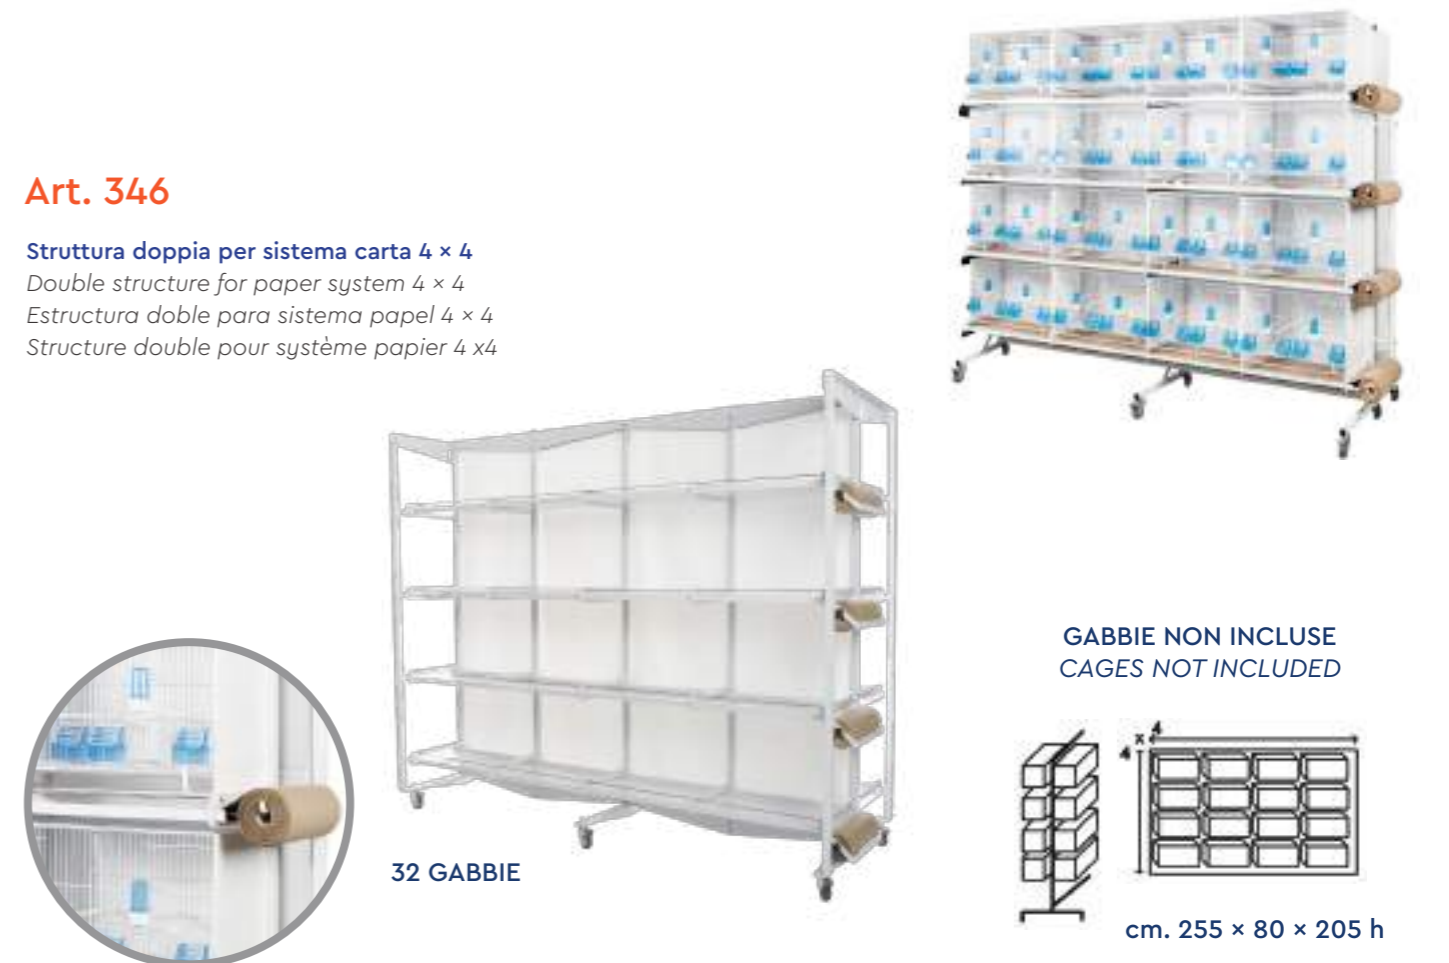 Art. 346
Struttura doppia per sistema carta 4 × 4
Double structure for paper system 4 × 4
Estructura doble para sistema papel 4 × 4
Structure double pour système papier 4 x4
32 GABBIE
GABBIE NON INCLUSE
CAGES NOT INCLUDED
4 x 4
cm. 255 × 80 × 205 h